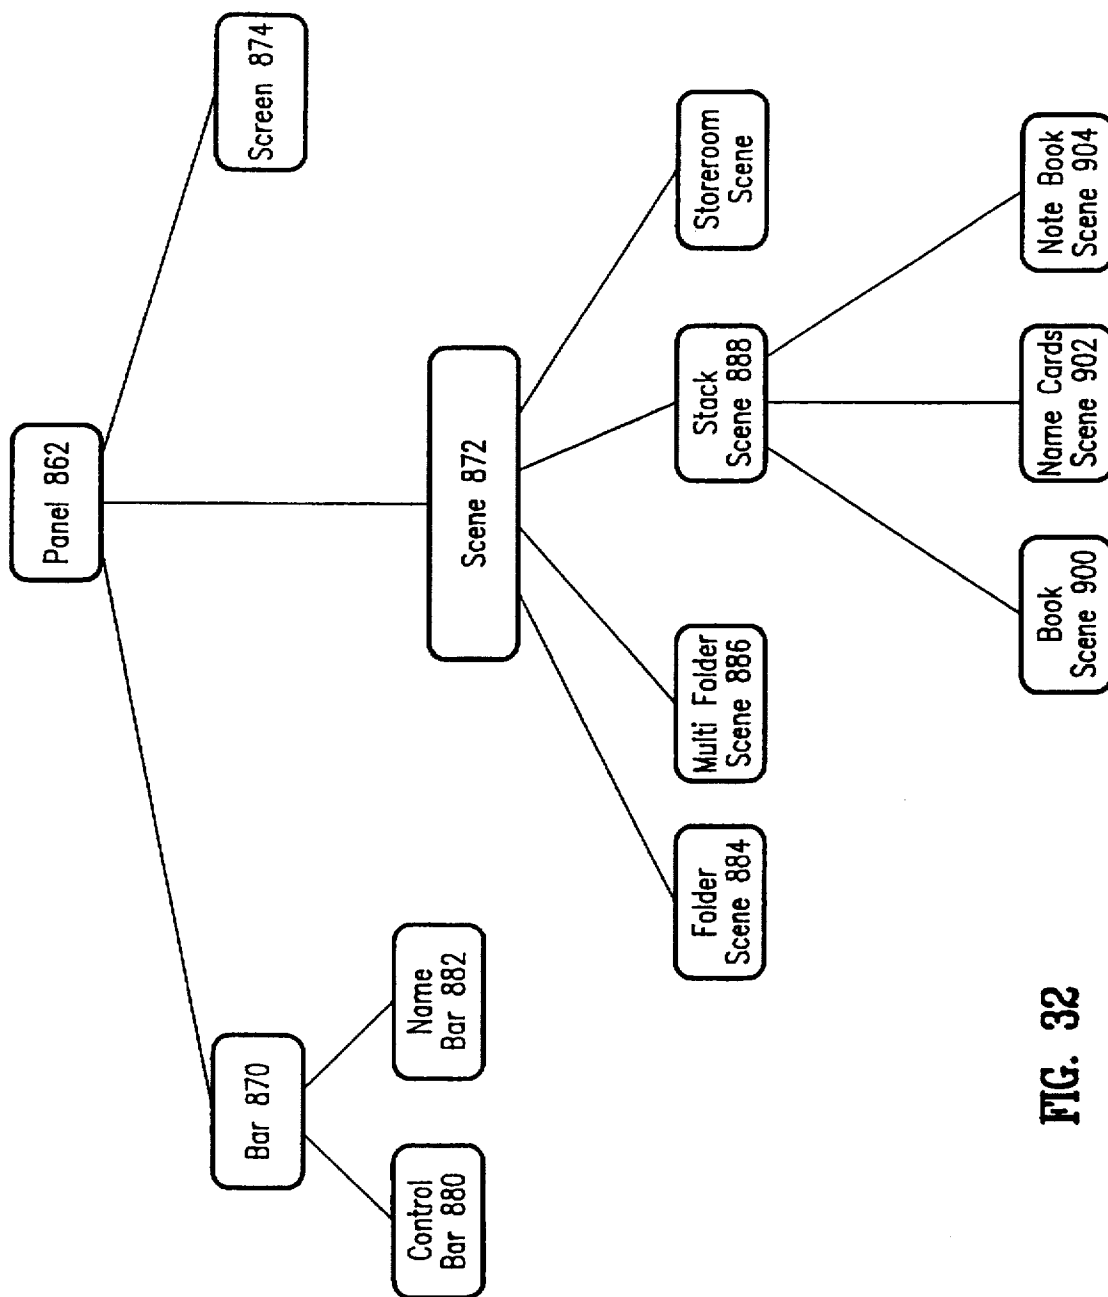 Panel 862
Bar 870
Screen 874
Control
Bar 880
Name
Bar 882
Scene 872
Folder
Scene 884
Multi Folder
Scene 886
Stack
Scene 888
Storeroom
Scene
Book
Scene 900
Name Cards
Scene 902
Note Book
Scene 904
FIG. 32